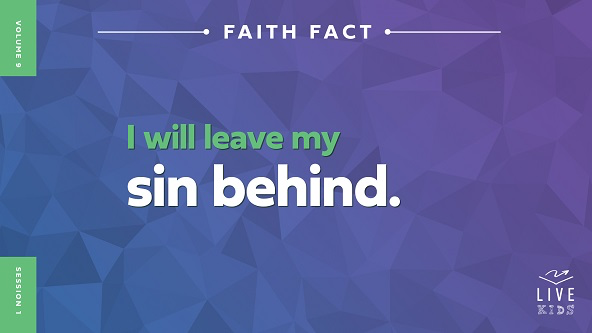 VOLUME 9
FAITH FACT
I will leave my
sin behind.
SESSION 1
LIVE
KIDS